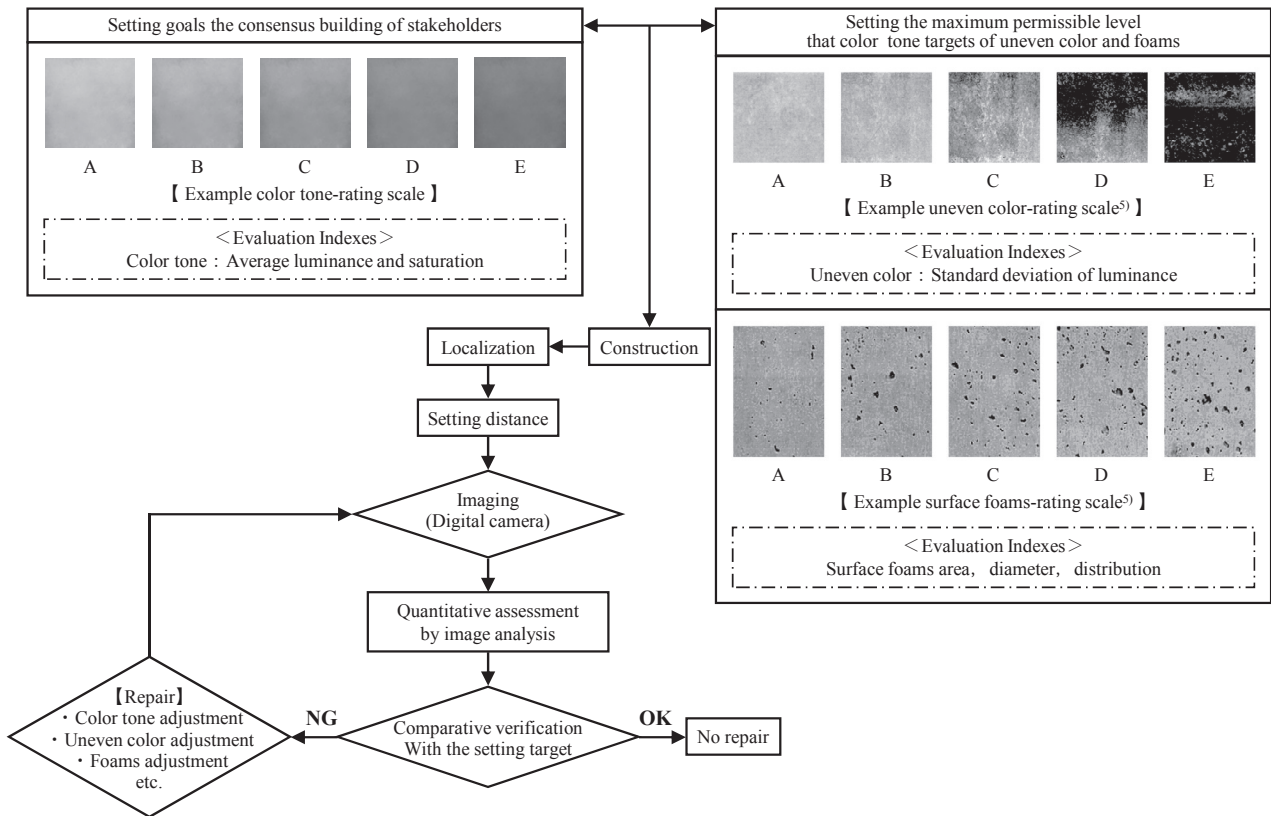 Setting goals the consensus building of stakeholders
A B C D E
【 Example color tone-rating scale 】
＜Evaluation Indexes＞
Color tone : Average luminance and saturation
Setting the maximum permissible level
that color tone targets of uneven color and foams
A B C D E
【 Example uneven color-rating scale5) 】
＜Evaluation Indexes＞
Uneven color : Standard deviation of luminance
A B C D E
【 Example surface foams-rating scale5) 】
＜Evaluation Indexes＞
Surface foams area, diameter, distribution
Localization
Construction
Setting distance
Imaging
(Digital camera)
Quantitative assessment
by image analysis
【Repair】
・Color tone adjustment
・Uneven color adjustment
・Foams adjustment
etc.
NG
Comparative verification
With the setting target
OK
No repair